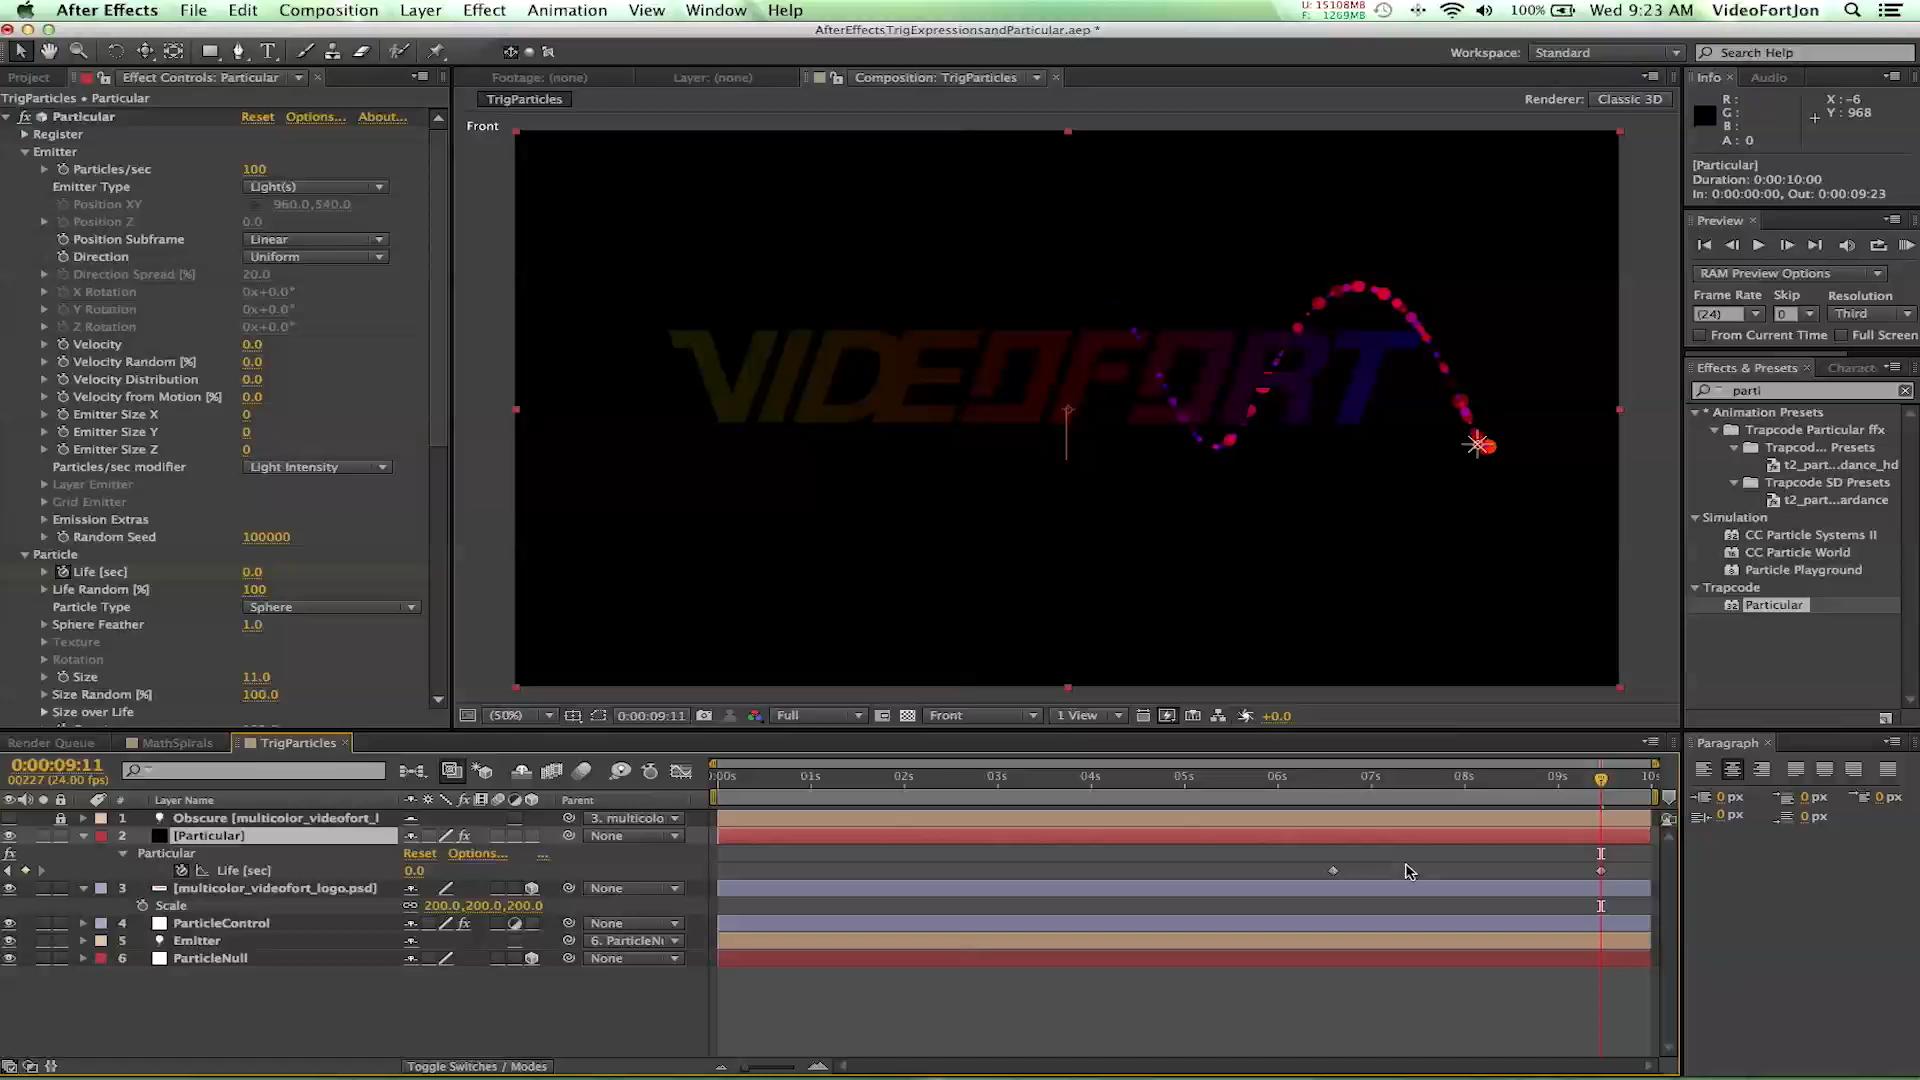 After Effects File Edit Composition Layer Effect Animation View Window Help U: 15108MB F: 1269MB 100% Wed 9:23 AM VideoFortJon
AfterEffectsTrigExpressionsandParticular.aep *
Workspace: Standard Search Help
Project Effect Controls: Particular Footage: (none) Layer: (none) Composition: TrigParticles Info Audio
TrigParticles • Particular
TrigParticles
Renderer: Classic 3D
Front
Particular Reset Options... About...
Register
Emitter
Particles/sec 100
Emitter Type Light(s)
Position XY 960.0,540.0
Position Z 0.0
Position Subframe Linear
Direction Uniform
Direction Spread [%] 20.0
X Rotation 0x+0.0°
Y Rotation 0x+0.0°
Z Rotation 0x+0.0°
Velocity 0.0
Velocity Random [%] 0.0
Velocity Distribution 0.0
Velocity from Motion [%] 0.0
Emitter Size X 0
Emitter Size Y 0
Emitter Size Z 0
Particles/sec modifier Light Intensity
Layer Emitter
Grid Emitter
Emission Extras
Random Seed 100000
Particle
Life [sec] 0.0
Life Random [%] 100
Particle Type Sphere
Sphere Feather 1.0
Texture
Rotation
Size 11.0
Size Random [%] 100.0
Size over Life
VIDEOFORT
(50%) 0:00:09:11 Full Front 1 View +0.0
R: X: -6
G: Y: 968
B:
A: 0
[Particular]
Duration: 0:00:10:00
In: 0:00:00:00, Out: 0:00:09:23
Preview
RAM Preview Options
Frame Rate Skip Resolution
(24) 0 Third
From Current Time Full Screen
Effects & Presets Charact
parti
* Animation Presets
Trapcode Particular ffx
Trapcod... Presets
t2_part...dance_hd
Trapcode SD Presets
t2_part...ardance
Simulation
CC Particle Systems II
CC Particle World
Particle Playground
Trapcode
Particular
Render Queue MathSpirals TrigParticles
0:00:09:11
00227 (24.00 fps)
:00s 01s 02s 03s 04s 05s 06s 07s 08s 09s 10s
# Layer Name Parent
1 Obscure [multicolor_videofort_l 3. multicolo
2 [Particular] None
Particular Reset Options... ...
Life [sec] 0.0
3 [multicolor_videofort_logo.psd] None
Scale 200.0,200.0,200.0
4 ParticleControl None
5 Emitter 6. ParticleNu
6 ParticleNull None
Toggle Switches / Modes
Paragraph
0 px 0 px 0 px
0 px 0 px